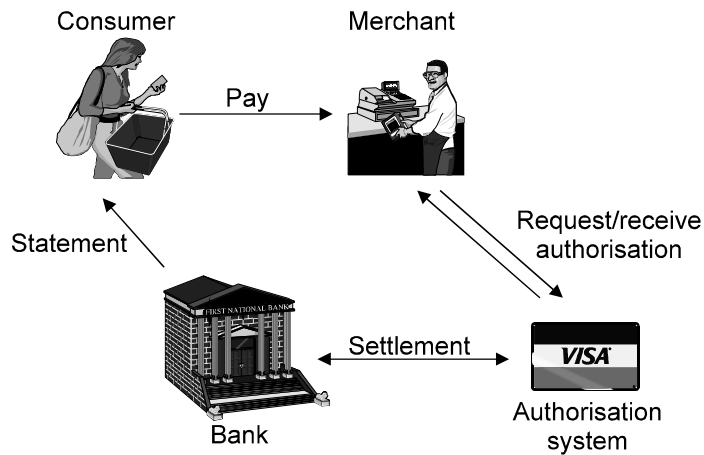 Consumer
Merchant
Pay
Request/receive
authorisation
Statement
FIRST NATIONAL BANK
Settlement
VISA
Bank
Authorisation
system